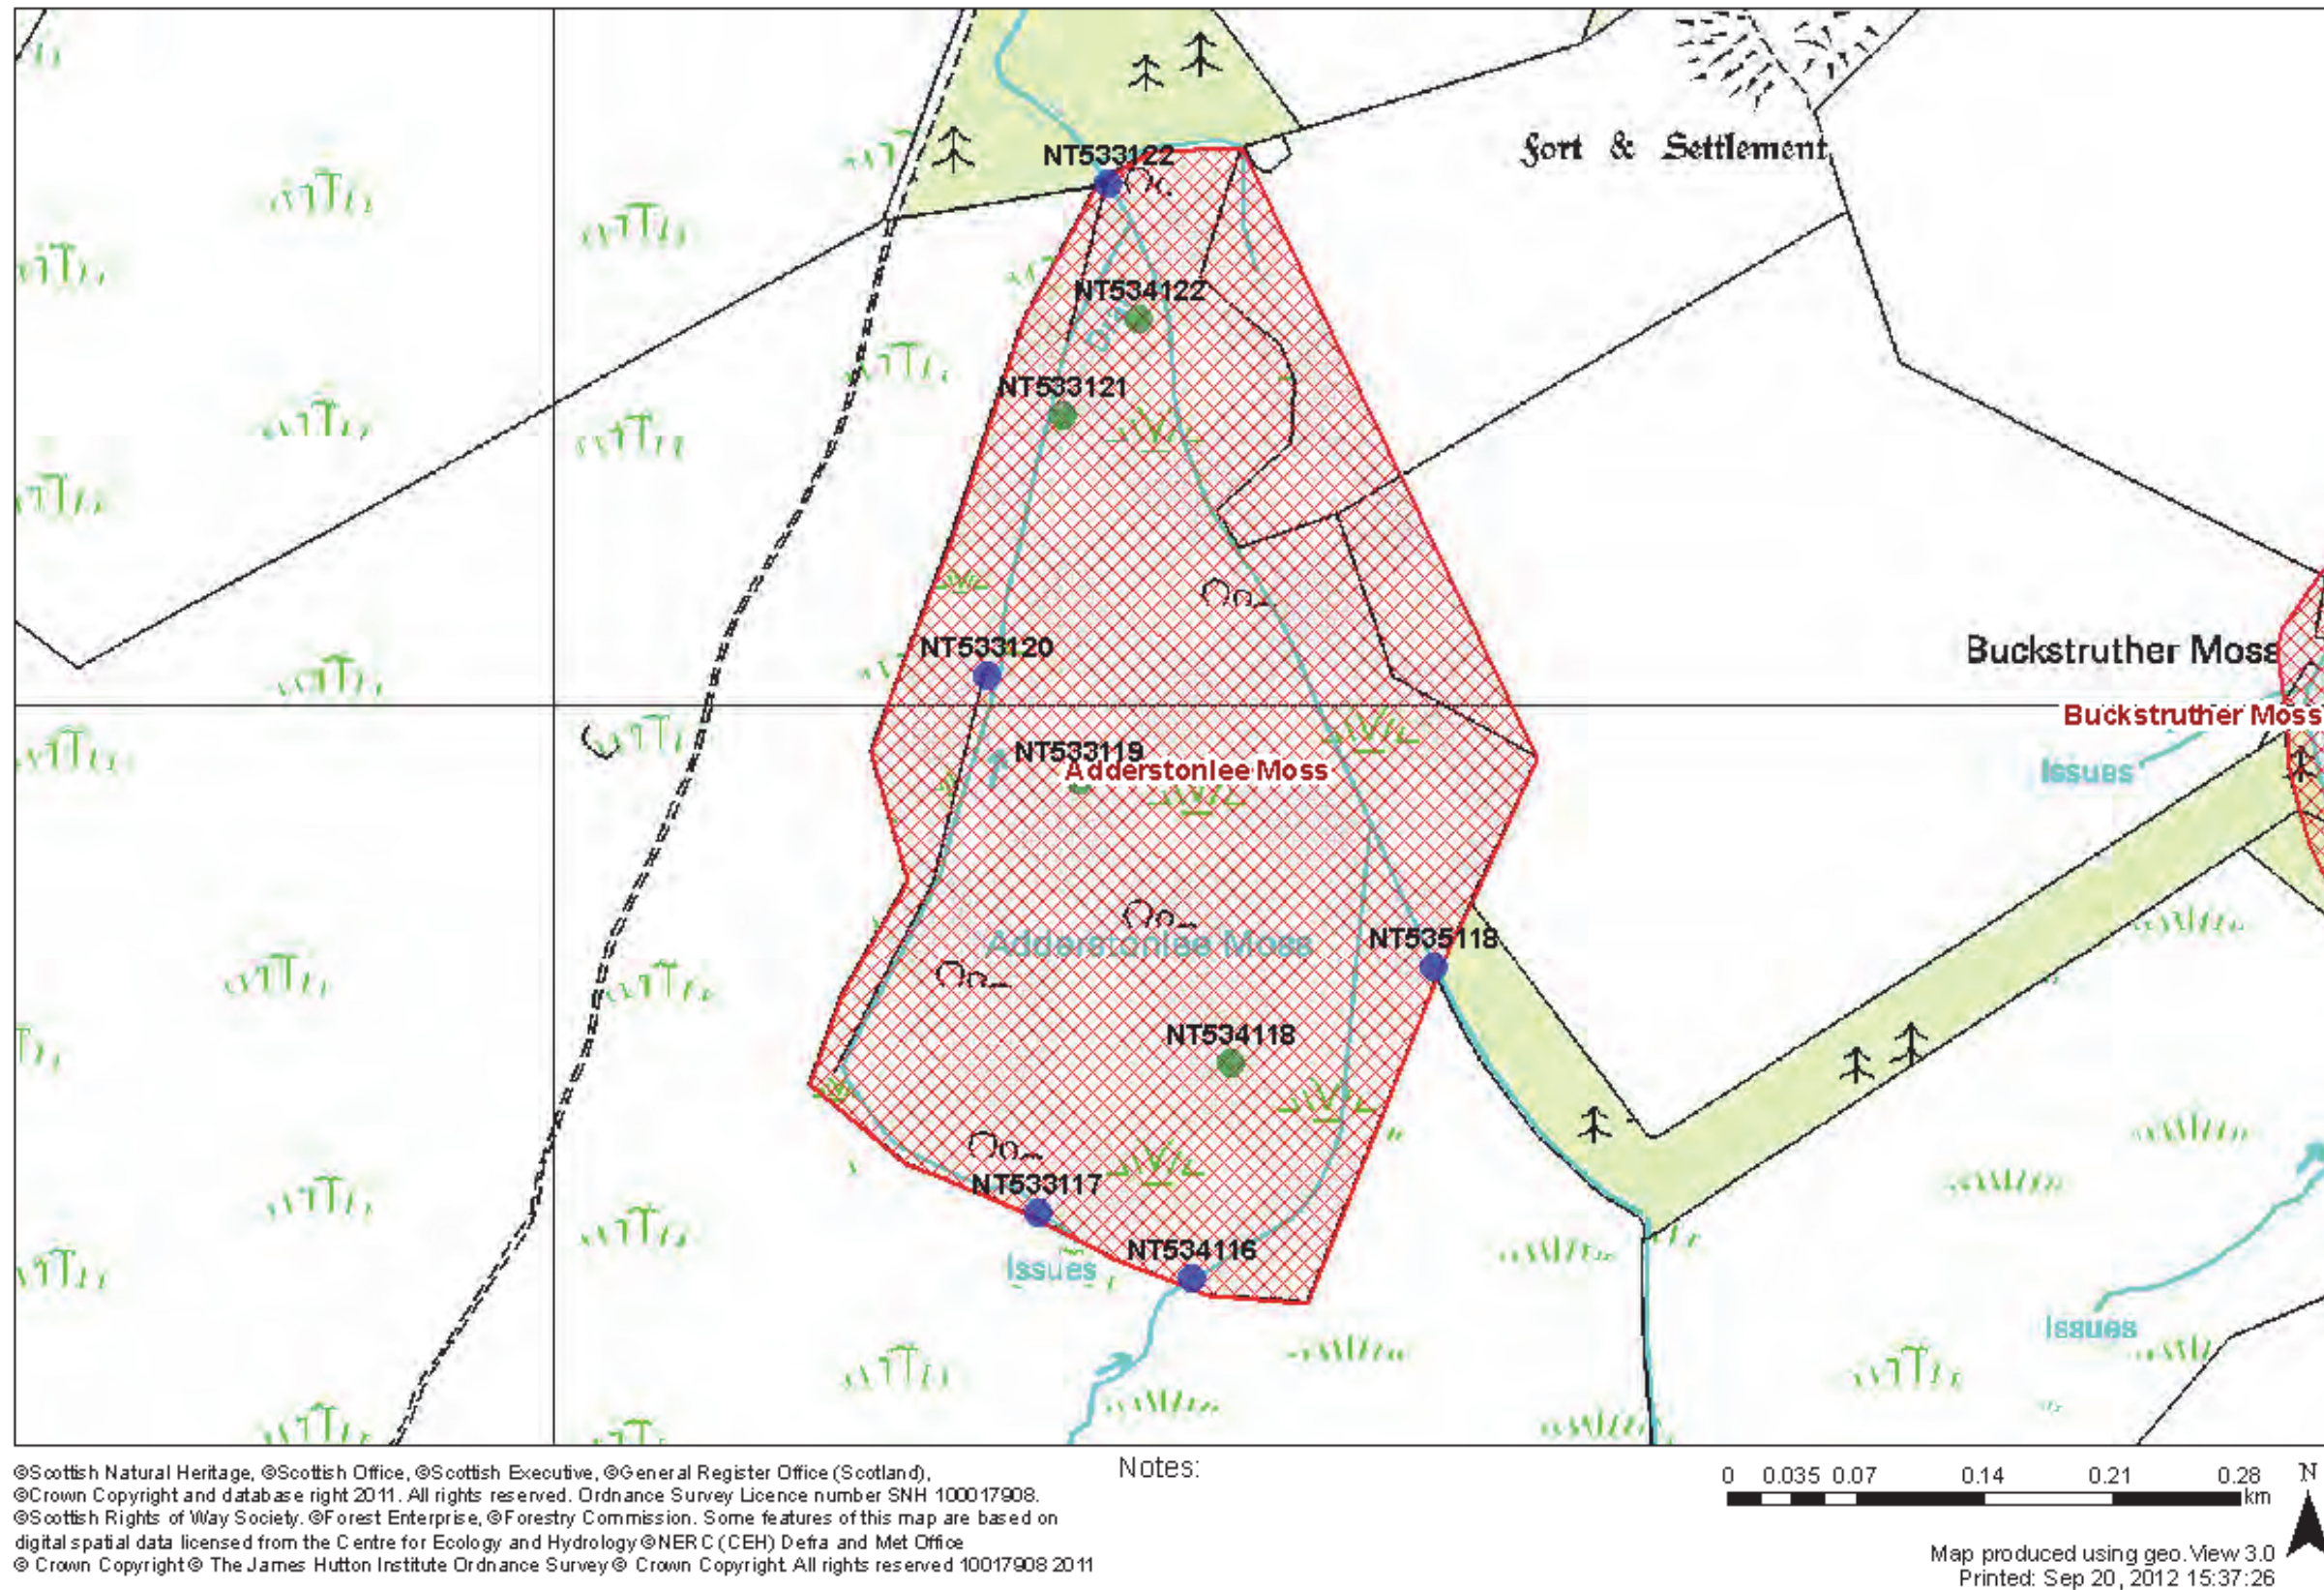 NT533122
Fort & Settlement
NT534122
NT533121
NT533120
Buckstruther Moss
Buckstruther Moss
NT533119
Adderstonlee Moss
Issues
NT535118
Adderstonlee Moss
NT534118
NT533117
NT534116
Issues
Issues
©Scottish Natural Heritage, ©Scottish Office, ©Scottish Executive, ©General Register Office (Scotland),
©Crown Copyright and database right 2011. All rights reserved. Ordnance Survey Licence number SNH 100017908.
©Scottish Rights of Way Society. ©Forest Enterprise, ©Forestry Commission. Some features of this map are based on
digital spatial data licensed from the Centre for Ecology and Hydrology ©NERC (CEH) Defra and Met Office
© Crown Copyright © The James Hutton Institute Ordnance Survey © Crown Copyright. All rights reserved 10017908 2011
Notes:
0 0.035 0.07 0.14 0.21 0.28 N
km
Map produced using geo.View 3.0
Printed: Sep 20, 2012 15:37:26